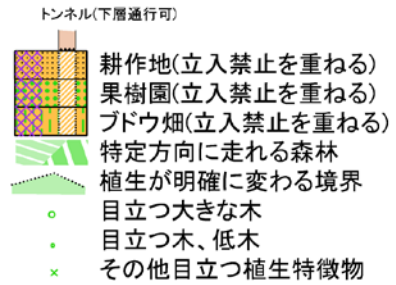 トンネル(下層通行可)
耕作地(立入禁止を重ねる)
果樹園(立入禁止を重ねる)
ブドウ畑(立入禁止を重ねる)
特定方向に走れる森林
植生が明確に変わる境界
目立つ大きな木
目立つ木、低木
その他目立つ植生特徴物